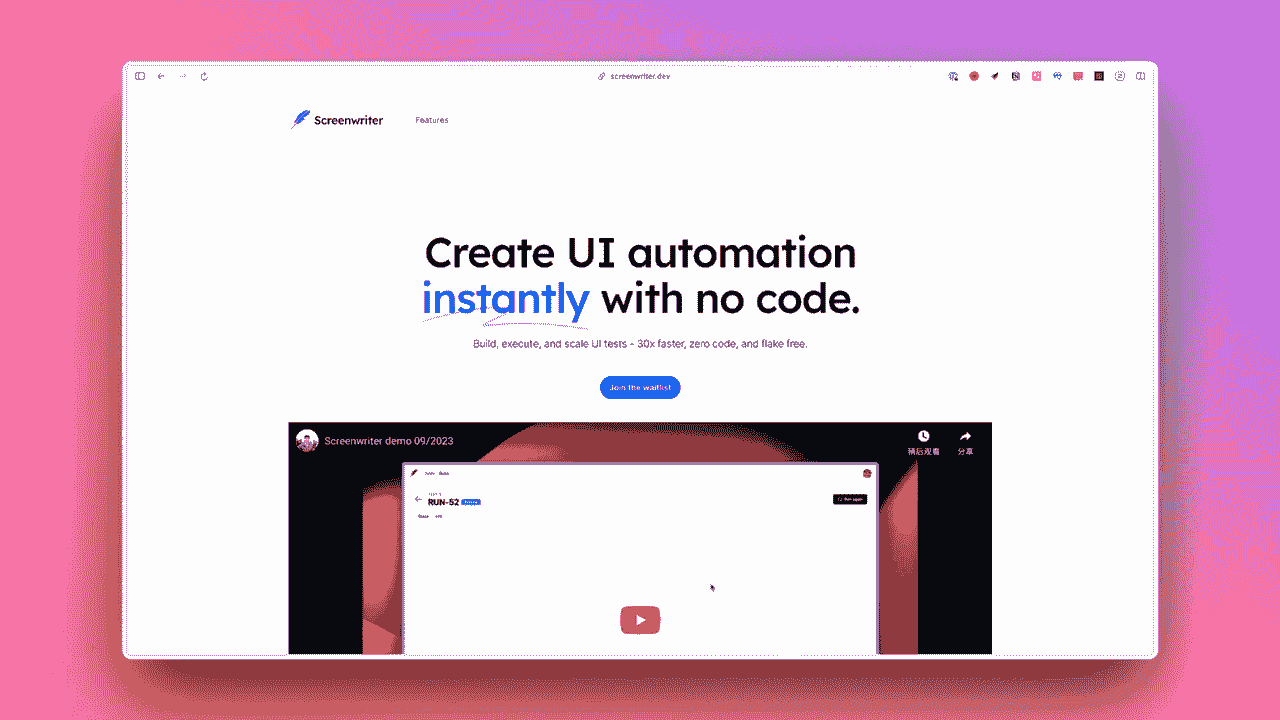 screenwriter.dev
Screenwriter
Features
Create UI automation
instantly with no code.
Build, execute, and scale UI tests - 30x faster, zero code, and flake free.
Join the waitlist
Screenwriter demo 09/2023
稍后观看
分享
RUN-52